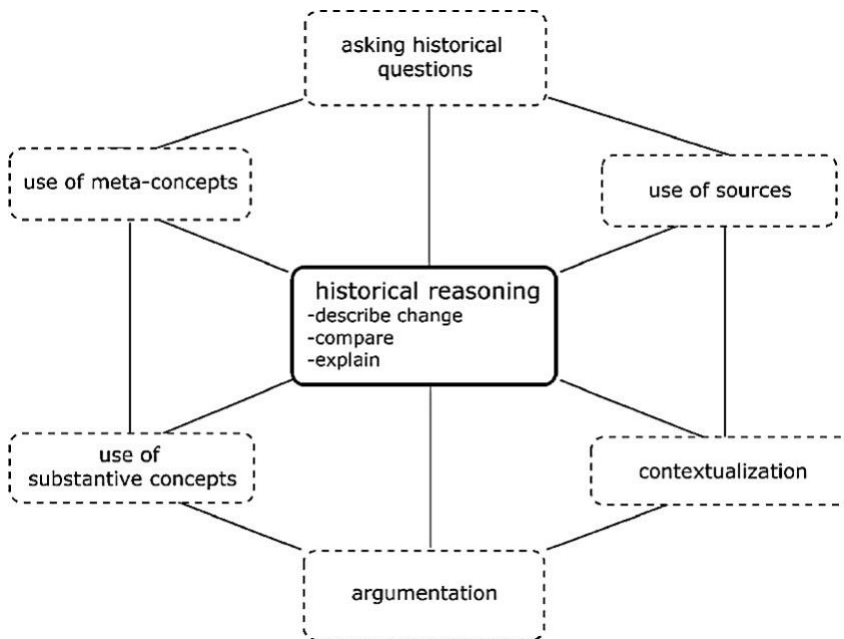 asking historical
questions
use of meta-concepts
use of sources
historical reasoning
-describe change
-compare
-explain
use of
substantive concepts
contextualization
argumentation